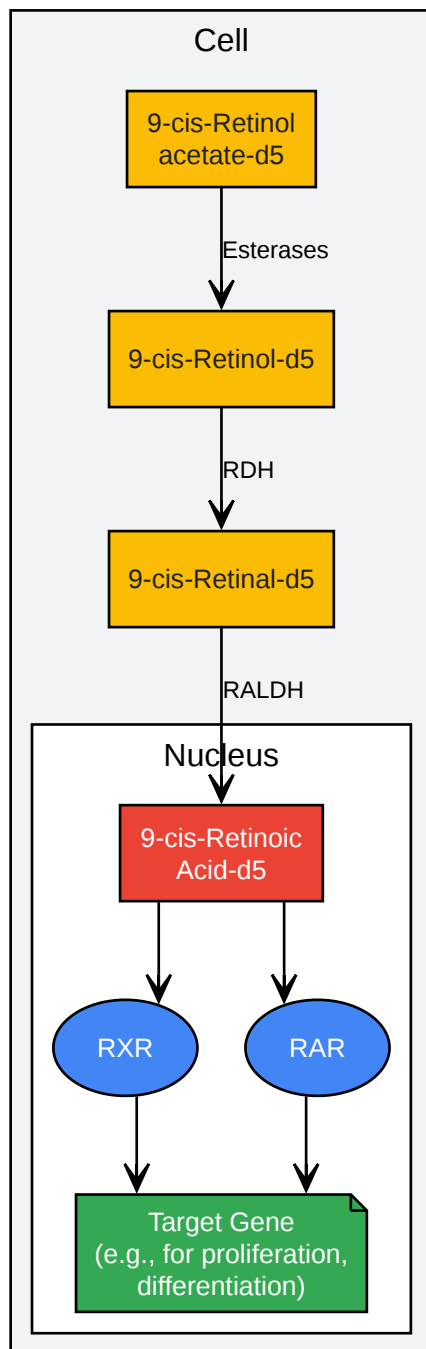 Cell
9-cis-Retinol
acetate-d5
Esterases
9-cis-Retinol-d5
RDH
9-cis-Retinal-d5
RALDH
Nucleus
9-cis-Retinoic
Acid-d5
RXR
RAR
Target Gene
(e.g., for proliferation,
differentiation)